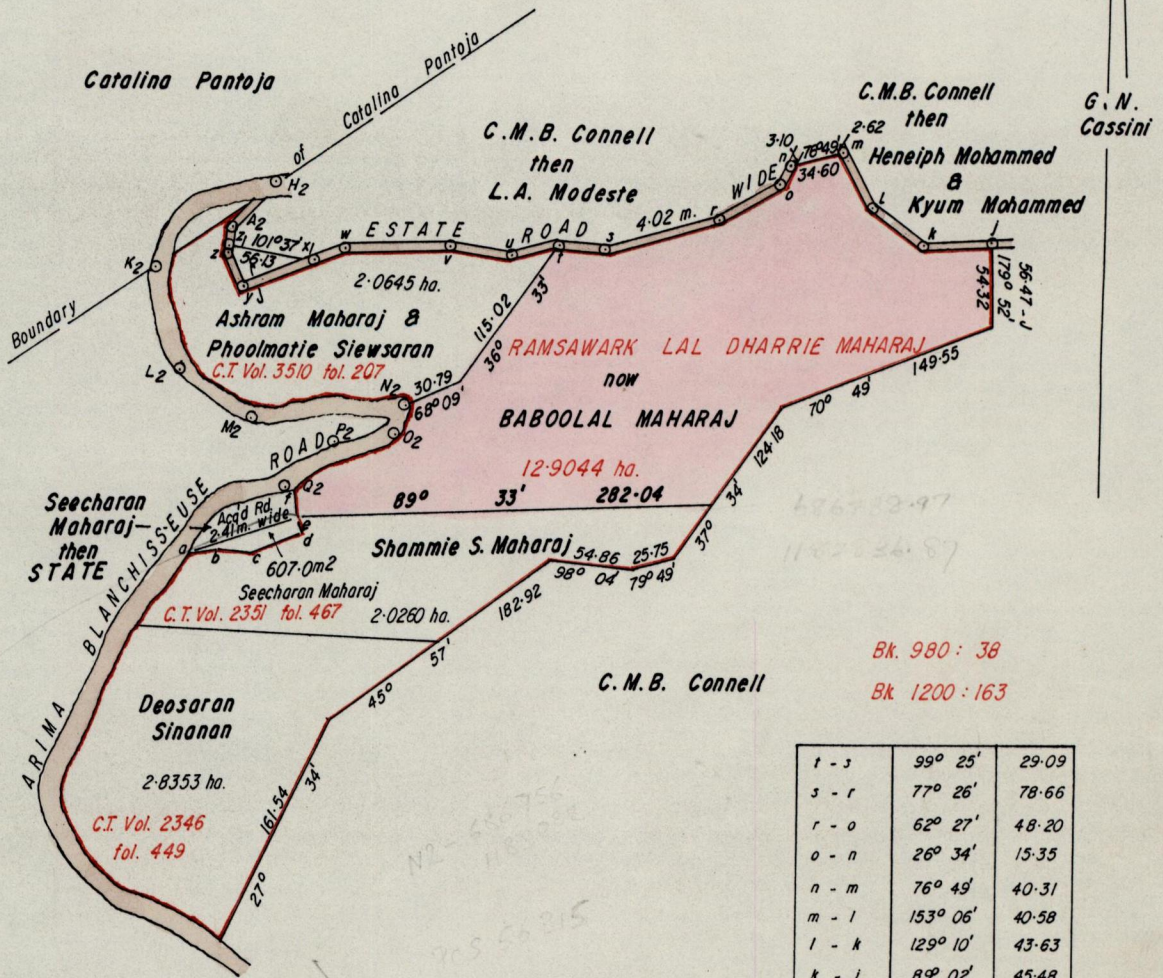 Catalina Pantoja
Boundary of Catalina Pantoja
C.M.B. Connell
then
L.A. Modeste
C.M.B. Connell
then
Heneiph Mohammed
&
Kyum Mohammed
G. N.
Cassini
H2
A2
K2
L2
M2
N2
O2
P2
Q2
z1
z
101° 37' x1
56.13
y
w
ESTATE ROAD 4.02 m. WIDE
v
u
t
s
r
o
n
3.10
78° 49'
34.60
2.62
m
l
k
j
56.47 - J
179° 52'
54.32
2.0645 ha.
Ashram Maharaj &
Phoolmatie Siewsaran
C.T. Vol. 3510 fol. 207
115.02
36° 33'
30.79
68° 09'
RAMSAWARK LAL DHARRIE MAHARAJ
now
BABOOLAL MAHARAJ
12.9044 ha.
149.55
70° 49'
124.18
37° 34'
89° 33' 282.04
ARIMA BLANCHISSEUSE ROAD
Seecharan
Maharaj
then
STATE
Acqd Rd.
2.41m. wide
a
b
c
d
e
f
607.0m2
Shammie S. Maharaj
54.86
98° 04'
25.75
79° 49'
Seecharan Maharaj
C.T. Vol. 2351 fol. 467
2.0260 ha.
182.92
45° 57'
C.M.B. Connell
Deosaran
Sinanan
2.8353 ha.
C.T. Vol. 2346
fol. 449
161.54
27° 34'
Bk. 980 : 38
Bk 1200 : 163
t - s 99° 25' 29.09
s - r 77° 26' 78.66
r - o 62° 27' 48.20
o - n 26° 34' 15.35
n - m 76° 49' 40.31
m - l 153° 06' 40.58
l - k 129° 10' 43.63
k - j 89° 02' 45.48